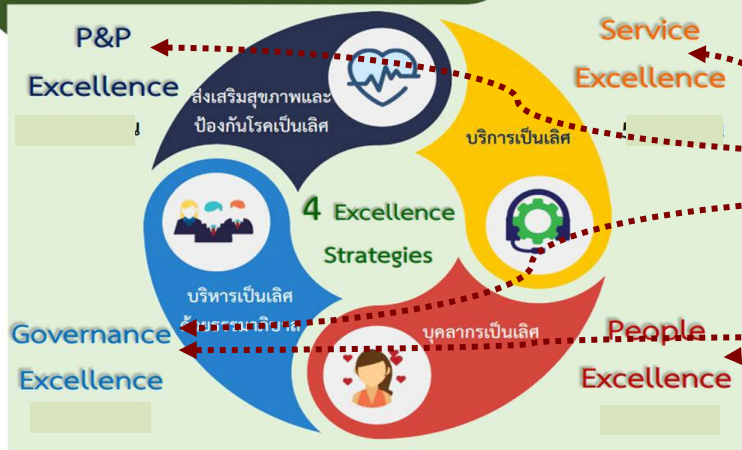 P&P
Excellence
Service
Excellence
ส่งเสริมสุขภาพและ
ป้องกันโรคเป็นเลิศ
บริการเป็นเลิศ
4 Excellence
Strategies
บริหารเป็นเลิศ
บุคลากรเป็นเลิศ
Governance
Excellence
People
Excellence